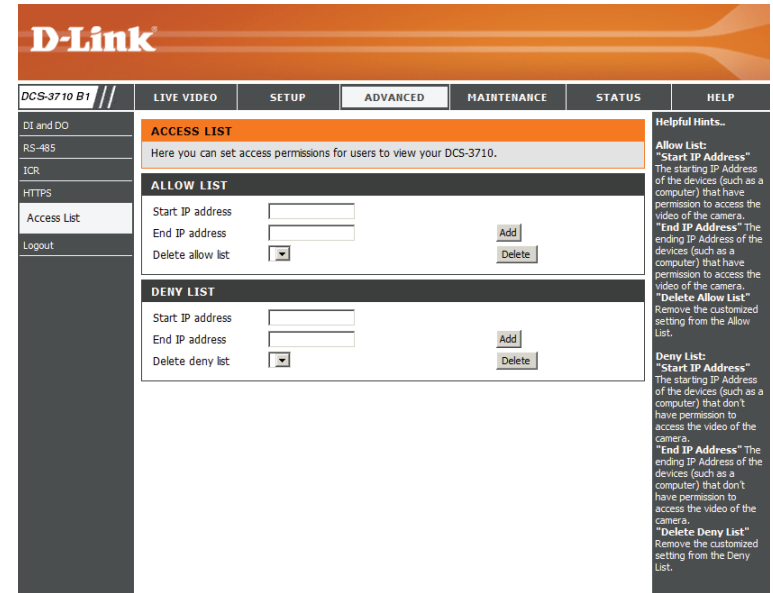 D-Link
DCS-3710 B1
LIVE VIDEO
SETUP
ADVANCED
MAINTENANCE
STATUS
HELP
DI and DO
RS-485
ICR
HTTPS
Access List
Logout
ACCESS LIST
Here you can set access permissions for users to view your DCS-3710.
ALLOW LIST
Start IP address
End IP address
Add
Delete allow list
Delete
DENY LIST
Start IP address
End IP address
Add
Delete deny list
Delete
Helpful Hints..
Allow List:
"Start IP Address"
The starting IP Address
of the devices (such as a
computer) that have
permission to access the
video of the camera.
"End IP Address" The
ending IP Address of the
devices (such as a
computer) that have
permission to access the
video of the camera.
"Delete Allow List"
Remove the customized
setting from the Allow
List.
Deny List:
"Start IP Address"
The starting IP Address
of the devices (such as a
computer) that don't
have permission to
access the video of the
camera.
"End IP Address" The
ending IP Address of the
devices (such as a
computer) that don't
have permission to
access the video of the
camera.
"Delete Deny List"
Remove the customized
setting from the Deny
List.